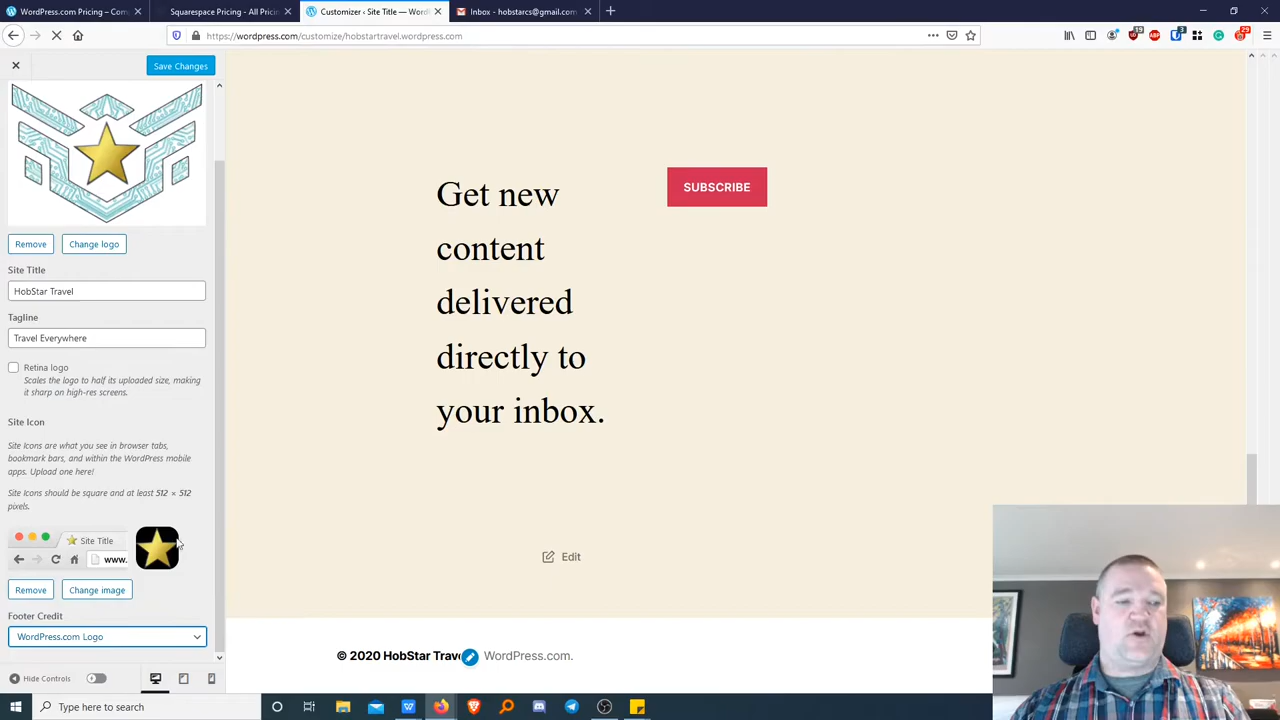 WordPress.com Pricing – Com
Squarespace Pricing - All Prici
Customizer ‹ Site Title — Word
Inbox - hobstarcs@gmail.com
https://wordpress.com/customize/hobstartravel.wordpress.com
19
3
29
Save Changes
Remove
Change logo
Site Title
HobStar Travel
Tagline
Travel Everywhere
Retina logo
Scales the logo to half its uploaded size, making
it sharp on high-res screens.
Site Icon
Site Icons are what you see in browser tabs,
bookmark bars, and within the WordPress mobile
apps. Upload one here!
Site Icons should be square and at least 512 × 512
pixels.
Site Title
www.
Remove
Change image
Footer Credit
WordPress.com Logo
Hide Controls
Get new
content
delivered
directly to
your inbox.
SUBSCRIBE
Edit
© 2020 HobStar Trave
WordPress.com.
Type here to search